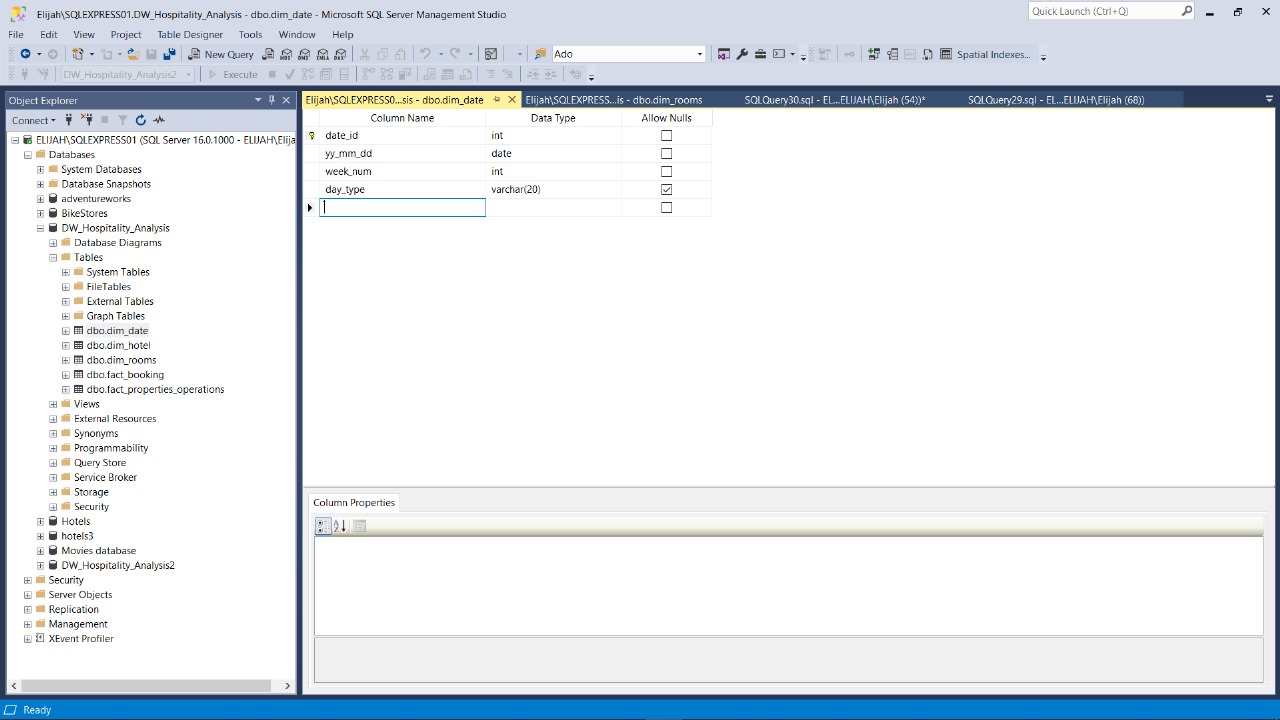 Elijah\SQLEXPRESS01.DW_Hospitality_Analysis - dbo.dim_date - Microsoft SQL Server Management Studio
Quick Launch (Ctrl+Q)
File Edit View Project Table Designer Tools Window Help
New Query MDX DMX XMLA DAX Ado Spatial Indexes...
DW_Hospitality_Analysis2 Execute
Object Explorer
Elijah\SQLEXPRESS0...sis - dbo.dim_date Elijah\SQLEXPRESS...is - dbo.dim_rooms SQLQuery30.sql - EL...ELIJAH\Elijah (54))* SQLQuery29.sql - EL...ELIJAH\Elijah (68))
Connect
Column Name Data Type Allow Nulls
date_id int
yy_mm_dd date
week_num int
day_type varchar(20)
ELIJAH\SQLEXPRESS01 (SQL Server 16.0.1000 - ELIJAH\Elija
Databases
System Databases
Database Snapshots
adventureworks
BikeStores
DW_Hospitality_Analysis
Database Diagrams
Tables
System Tables
FileTables
External Tables
Graph Tables
dbo.dim_date
dbo.dim_hotel
dbo.dim_rooms
dbo.fact_booking
dbo.fact_properties_operations
Views
External Resources
Synonyms
Programmability
Query Store
Service Broker
Storage
Security
Hotels
hotels3
Movies database
DW_Hospitality_Analysis2
Security
Server Objects
Replication
Management
XEvent Profiler
Column Properties
Ready